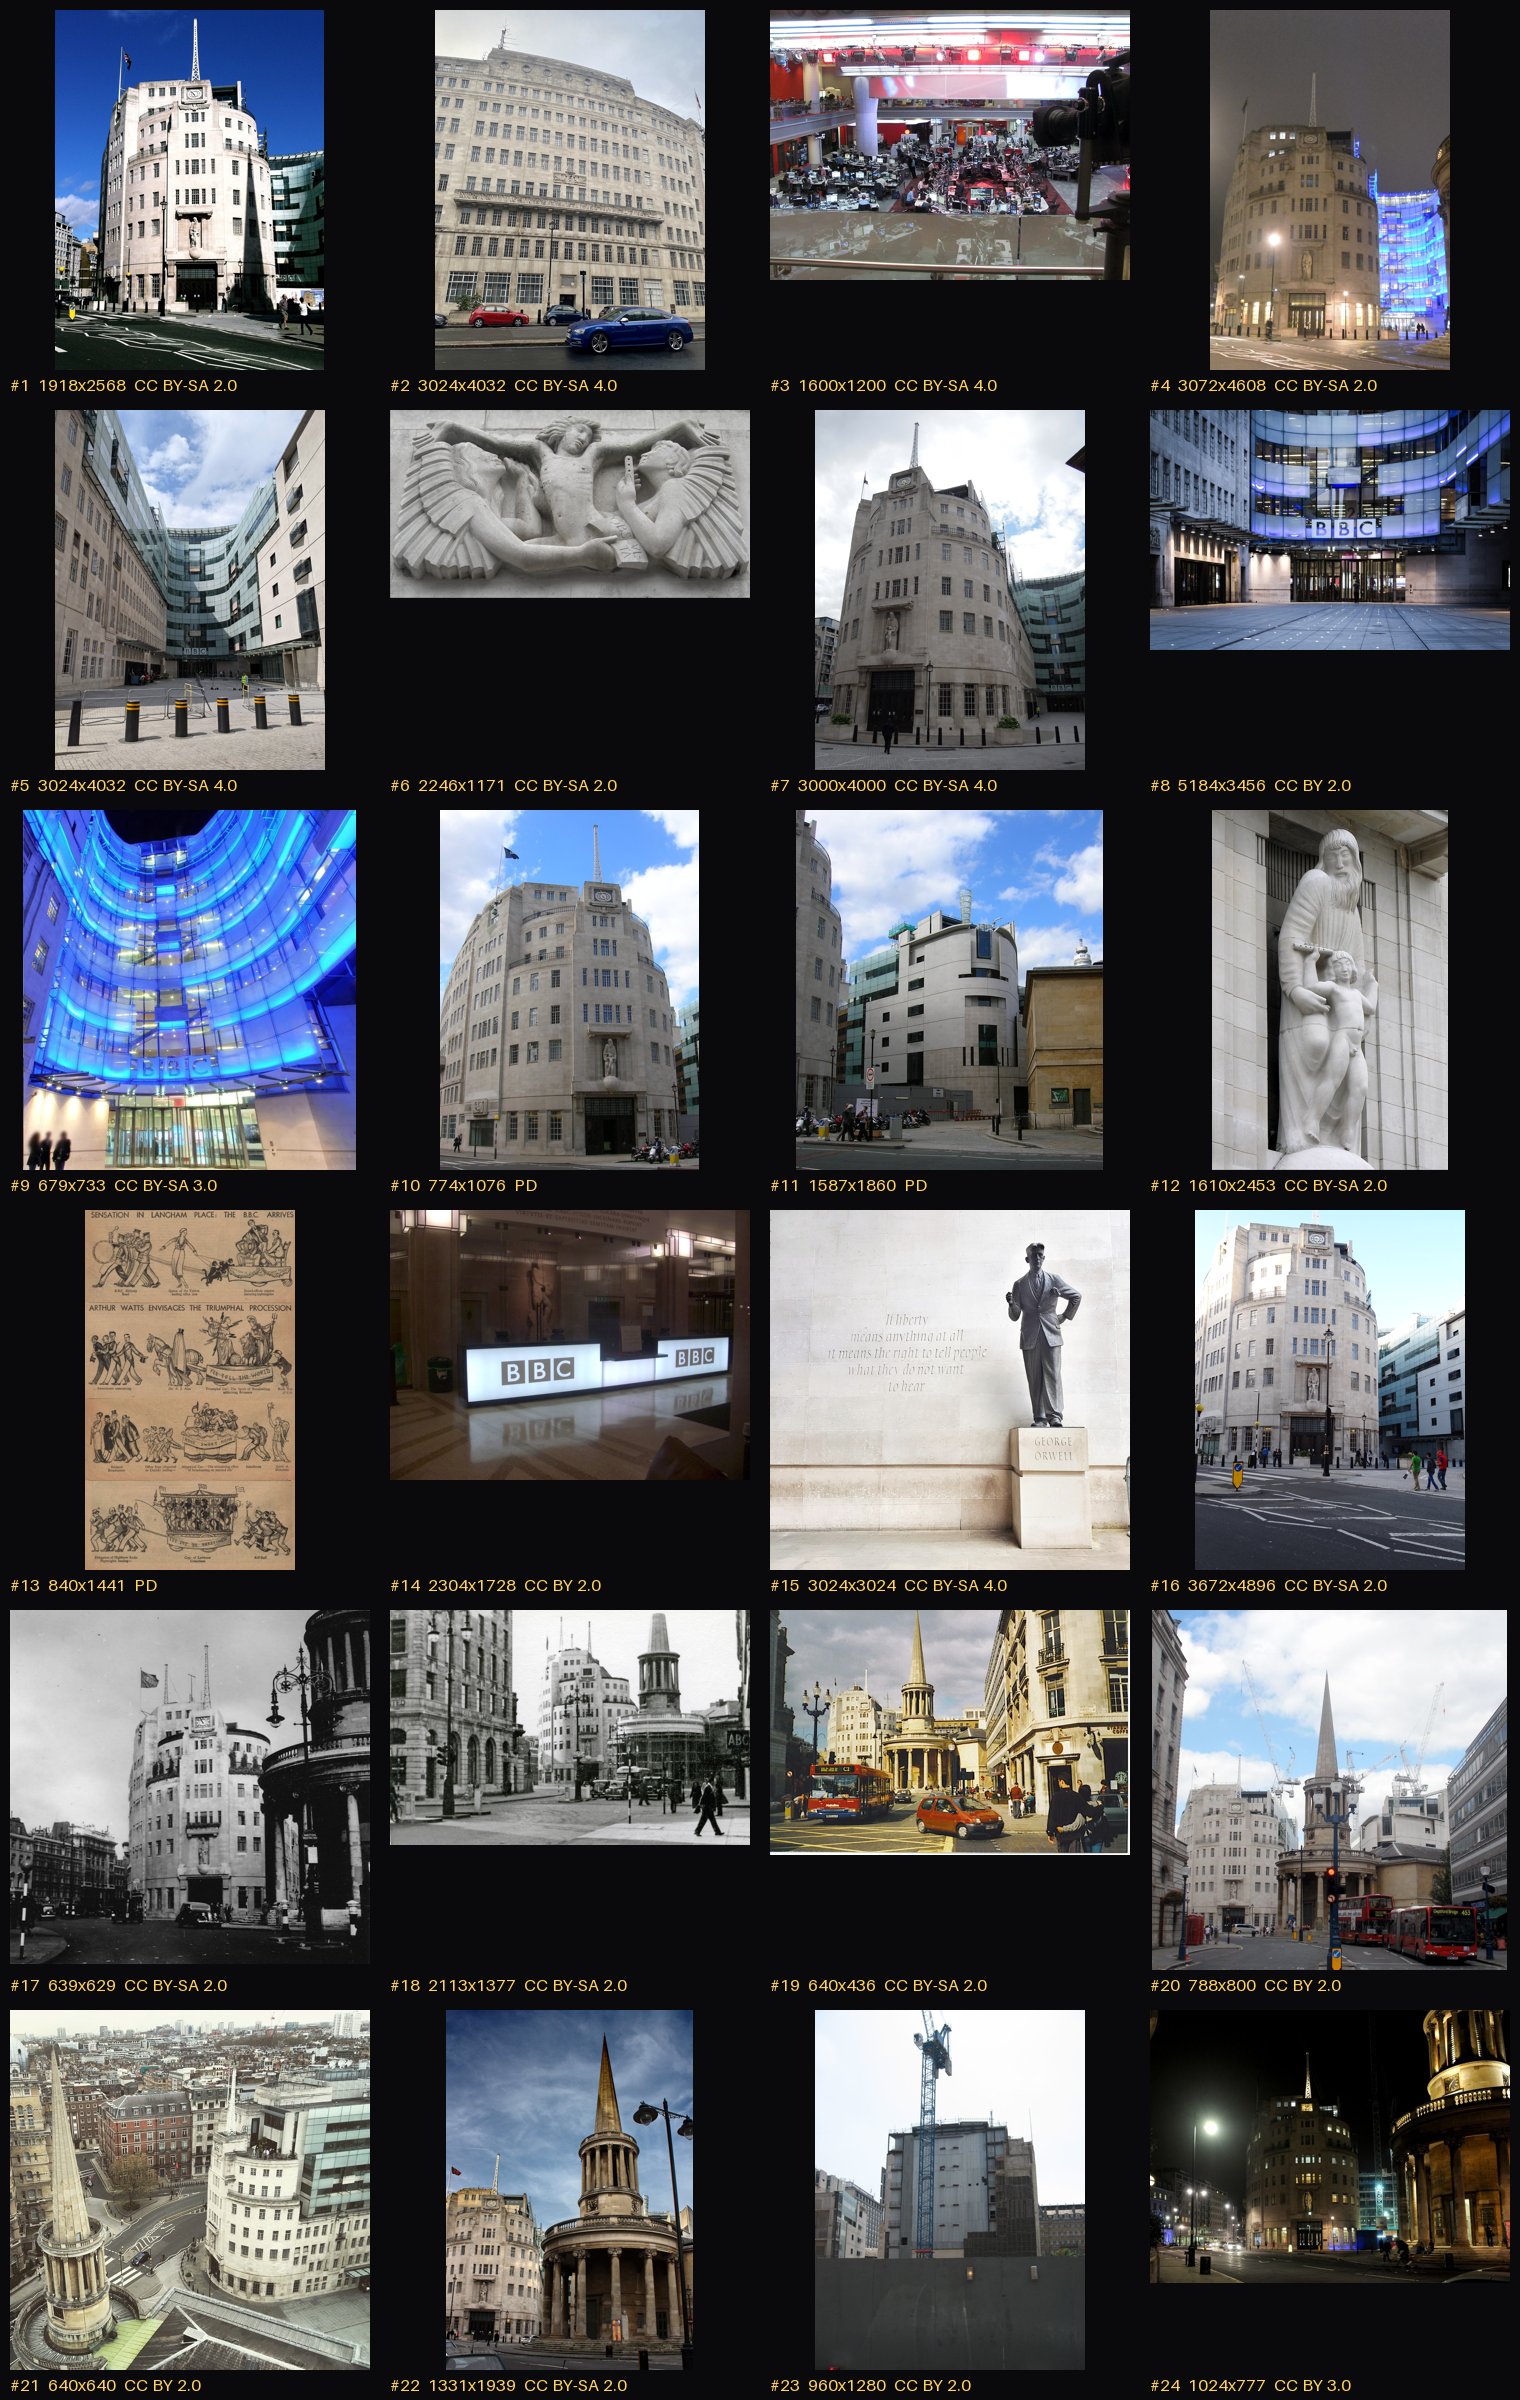 #1 1918x2568 CC BY-SA 2.0
#2 3024x4032 CC BY-SA 4.0
#3 1600x1200 CC BY-SA 4.0
#4 3072x4608 CC BY-SA 2.0
BBC
BBC
BBC
#5 3024x4032 CC BY-SA 4.0
#6 2246x1171 CC BY-SA 2.0
#7 3000x4000 CC BY-SA 4.0
#8 5184x3456 CC BY 2.0
BBC
#9 679x733 CC BY-SA 3.0
#10 774x1076 PD
#11 1587x1860 PD
#12 1610x2453 CC BY-SA 2.0
SENSATION IN LANGHAM PLACE: THE B.B.C. ARRIVES
ARTHUR WATTS ENVISAGES THE TRIUMPHAL PROCESSION
BBC
BBC
If liberty
means anything at all
it means the right to tell people
what they do not want
to hear
GEORGE
ORWELL
#13 840x1441 PD
#14 2304x1728 CC BY 2.0
#15 3024x3024 CC BY-SA 4.0
#16 3672x4896 CC BY-SA 2.0
ABC
C2
453
#17 639x629 CC BY-SA 2.0
#18 2113x1377 CC BY-SA 2.0
#19 640x436 CC BY-SA 2.0
#20 788x800 CC BY 2.0
#21 640x640 CC BY 2.0
#22 1331x1939 CC BY-SA 2.0
#23 960x1280 CC BY 2.0
#24 1024x777 CC BY 3.0